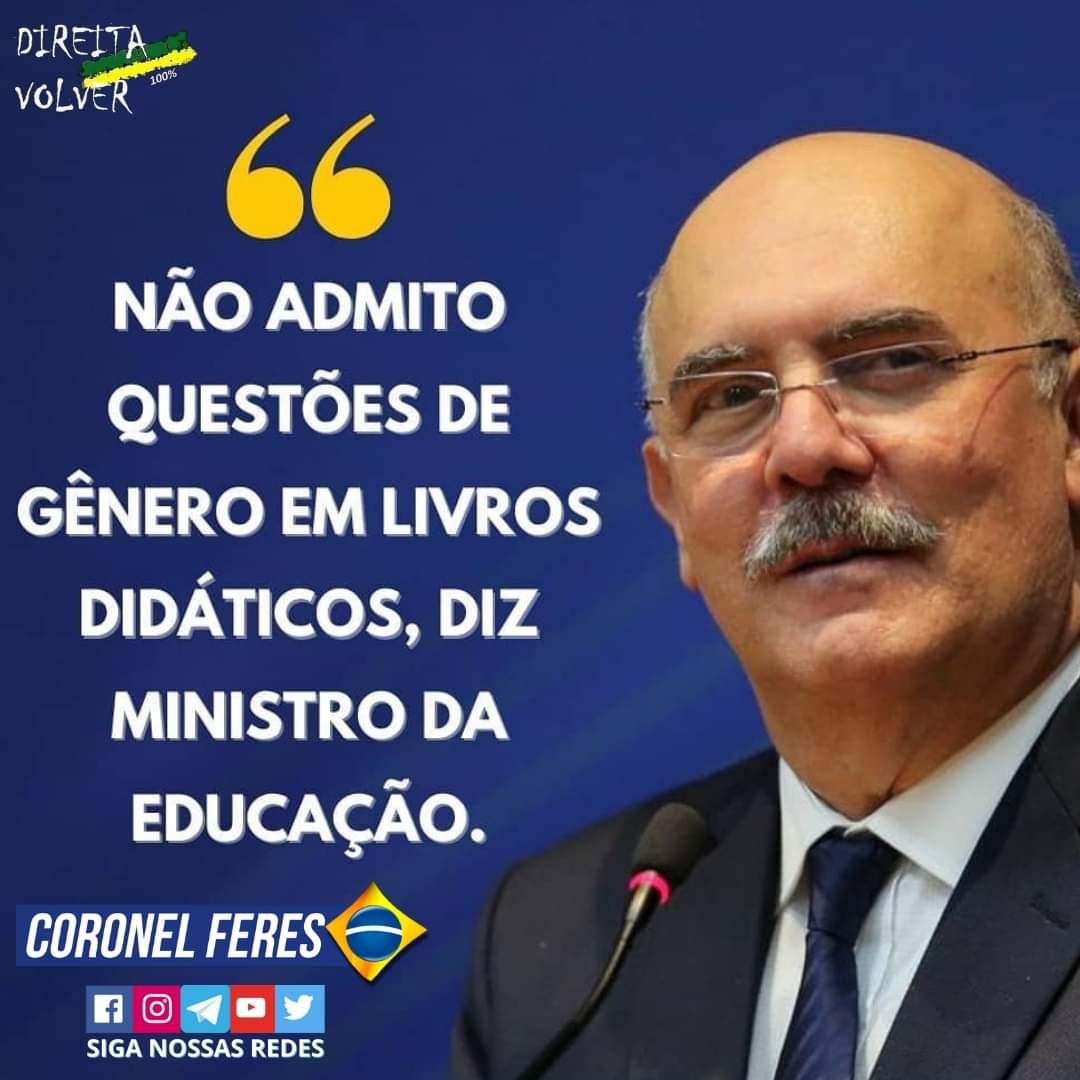 DIREITA
VOLVER 100%
NÃO ADMITO
QUESTÕES DE
GÊNERO EM LIVROS
DIDÁTICOS, DIZ
MINISTRO DA
EDUCAÇÃO.
CORONEL FERES
SIGA NOSSAS REDES